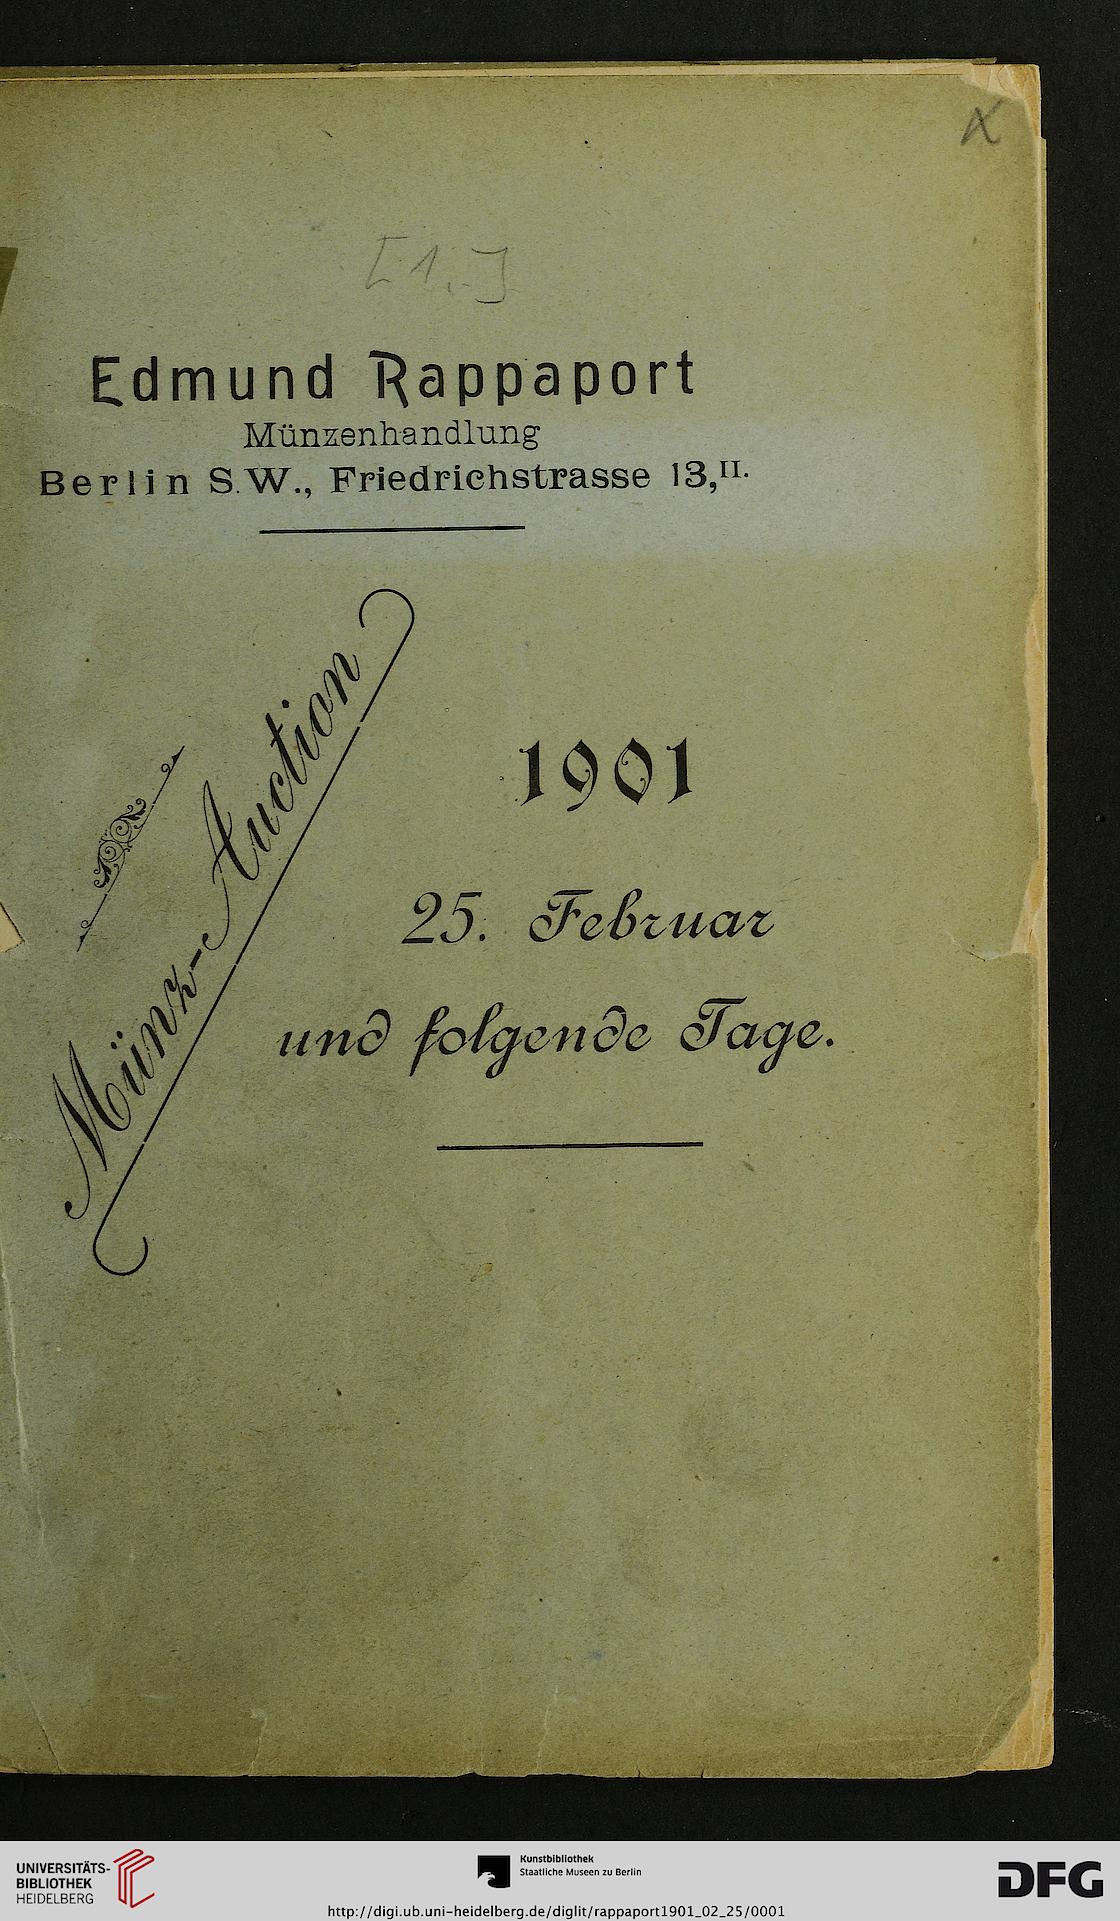 [1.]
Edmund Rappaport
Münzenhandlung
Berlin S.W., Friedrichstrasse 13,II.
Münz-Auction
1901
25. Februar
und folgende Tage.
UNIVERSITÄTS-
BIBLIOTHEK
HEIDELBERG
Kunstbibliothek
Staatliche Museen zu Berlin
DFG
http://digi.ub.uni-heidelberg.de/diglit/rappaport1901_02_25/0001